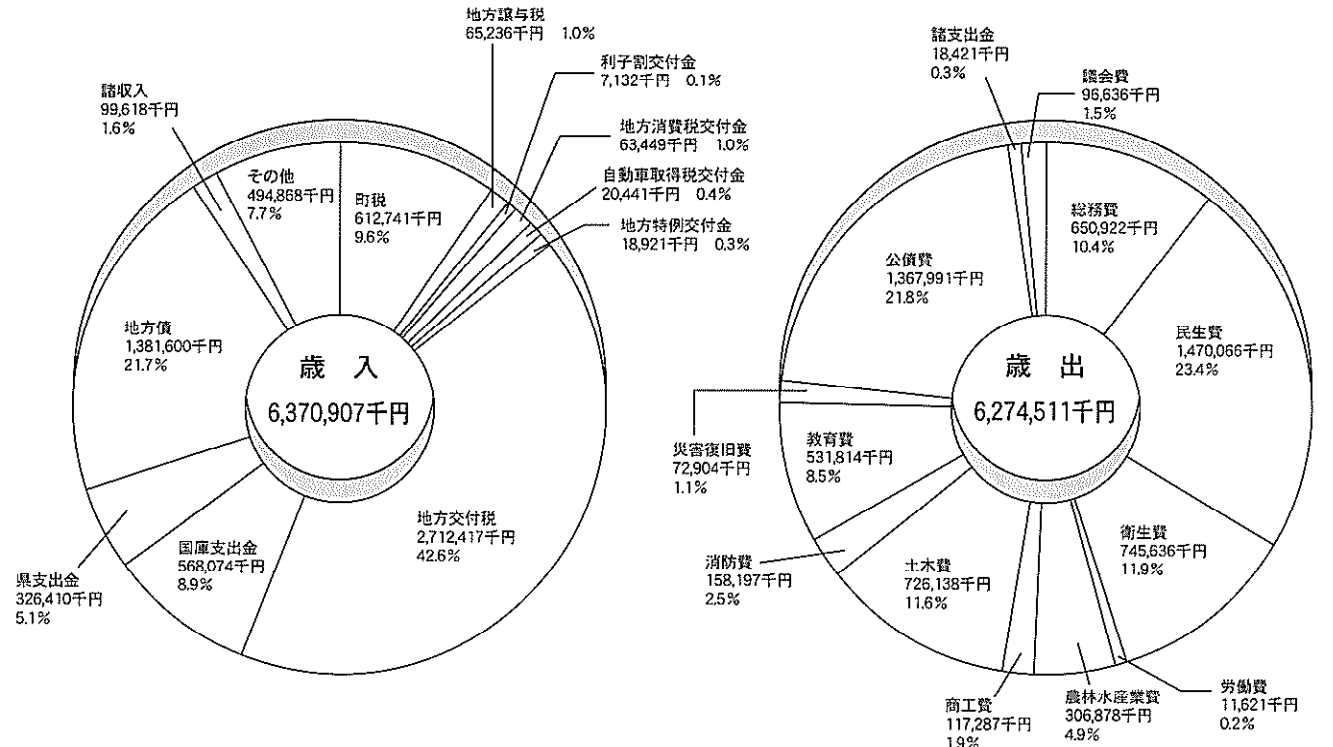 地方譲与税
65,236千円 1.0%
利子割交付金
7,132千円 0.1%
地方消費税交付金
63,449千円 1.0%
自動車取得税交付金
20,441千円 0.4%
地方特例交付金
18,921千円 0.3%
諸収入
99,618千円
1.6%
その他
494,868千円
7.7%
町税
612,741千円
9.6%
地方債
1,381,600千円
21.7%
歳入
6,370,907千円
地方交付税
2,712,417千円
42.6%
国庫支出金
568,074千円
8.9%
県支出金
326,410千円
5.1%
諸支出金
18,421千円
0.3%
議会費
96,636千円
1.5%
総務費
650,922千円
10.4%
公債費
1,367,991千円
21.8%
民生費
1,470,066千円
23.4%
歳出
6,274,511千円
災害復旧費
72,904千円
1.1%
教育費
531,814千円
8.5%
衛生費
745,636千円
11.9%
消防費
158,197千円
2.5%
土木費
726,138千円
11.6%
商工費
117,287千円
1.9%
農林水産業費
306,878千円
4.9%
労働費
11,621千円
0.2%